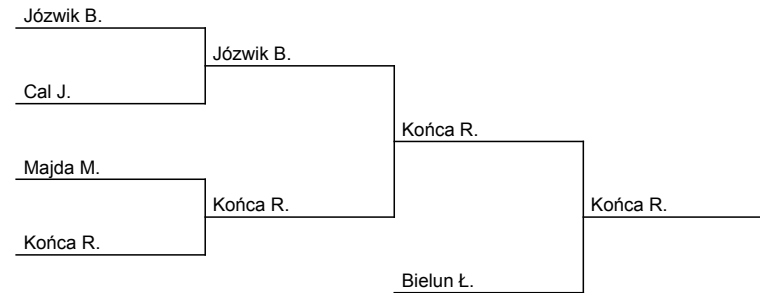 Józwik B.
Józwik B.
Cal J.
Końca R.
Majda M.
Końca R.
Końca R.
Końca R.
Bielun Ł.